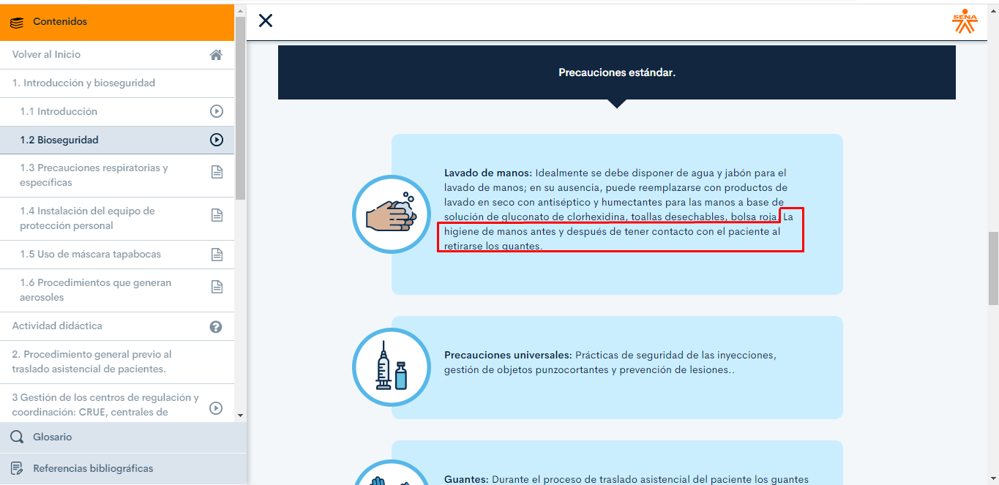 Contenidos
Volver al Inicio
1. Introducción y bioseguridad
1.1 Introducción
1.2 Bioseguridad
1.3 Precauciones respiratorias y
específicas
1.4 Instalación del equipo de
protección personal
1.5 Uso de máscara tapabocas
1.6 Procedimientos que generan
aerosoles
Actividad didáctica
2. Procedimiento general previo al
traslado asistencial de pacientes.
3 Gestión de los centros de regulación y
coordinación: CRUE, centrales de
Glosario
Referencias bibliográficas
SENA
Precauciones estándar.
Lavado de manos: Idealmente se debe disponer de agua y jabón para el
lavado de manos; en su ausencia, puede reemplazarse con productos de
lavado en seco con antiséptico y humectantes para las manos a base de
solución de gluconato de clorhexidina, toallas desechables, bolsa roja. La
higiene de manos antes y después de tener contacto con el paciente al
retirarse los guantes.
Precauciones universales: Prácticas de seguridad de las inyecciones,
gestión de objetos punzocortantes y prevención de lesiones..
Guantes: Durante el proceso de traslado asistencial del paciente los guantes